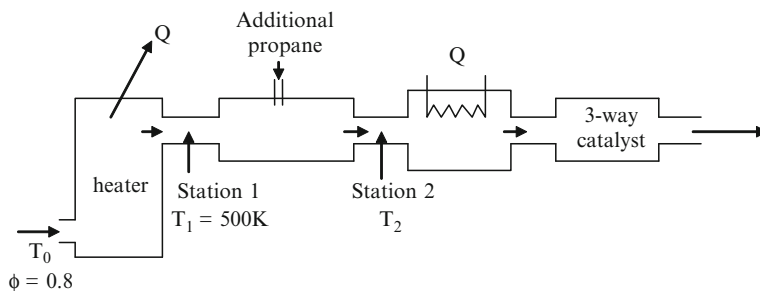 Additional
propane
Q
Q
3-way
catalyst
heater
Station 1
T₁ = 500K
Station 2
T₂
T₀
ϕ = 0.8